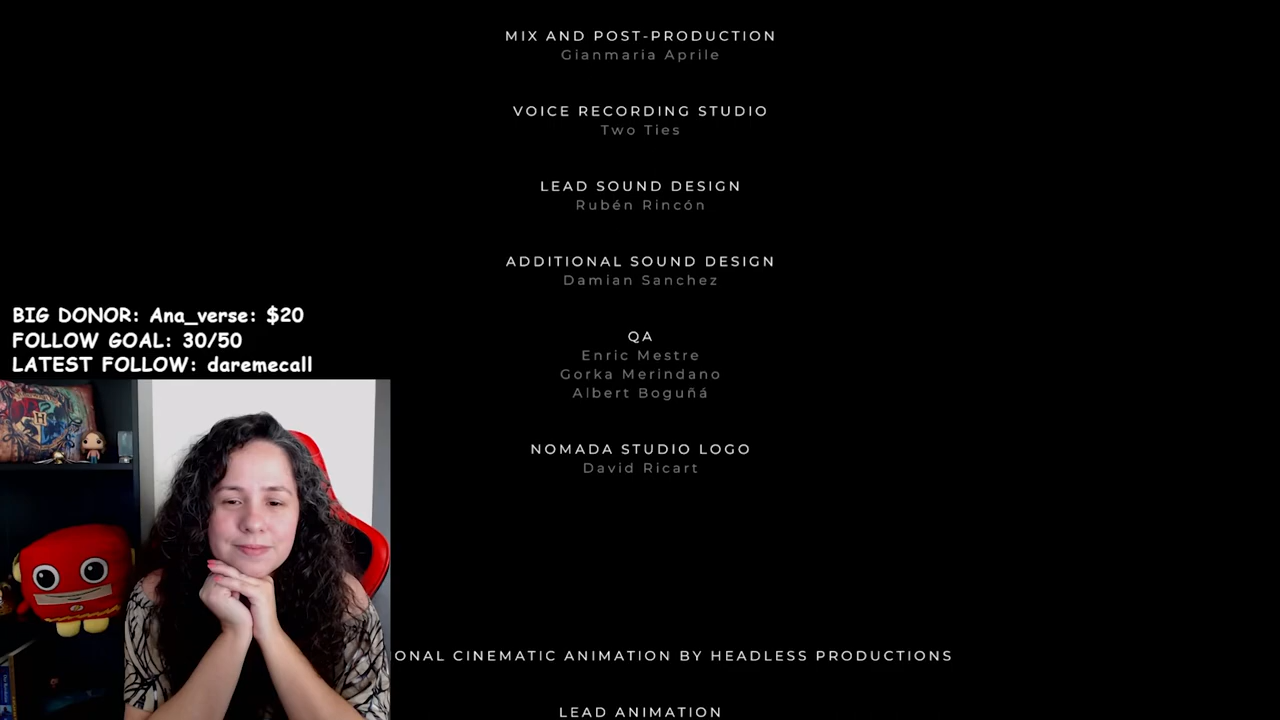 MIX AND POST-PRODUCTION
Gianmaria Aprile
VOICE RECORDING STUDIO
Two Ties
LEAD SOUND DESIGN
Rubén Rincón
ADDITIONAL SOUND DESIGN
Damian Sanchez
QA
Enric Mestre
Gorka Merindano
Albert Boguñá
NOMADA STUDIO LOGO
David Ricart
ONAL CINEMATIC ANIMATION BY HEADLESS PRODUCTIONS
LEAD ANIMATION
BIG DONOR: Ana_verse: $20
FOLLOW GOAL: 30/50
LATEST FOLLOW: daremecall
H